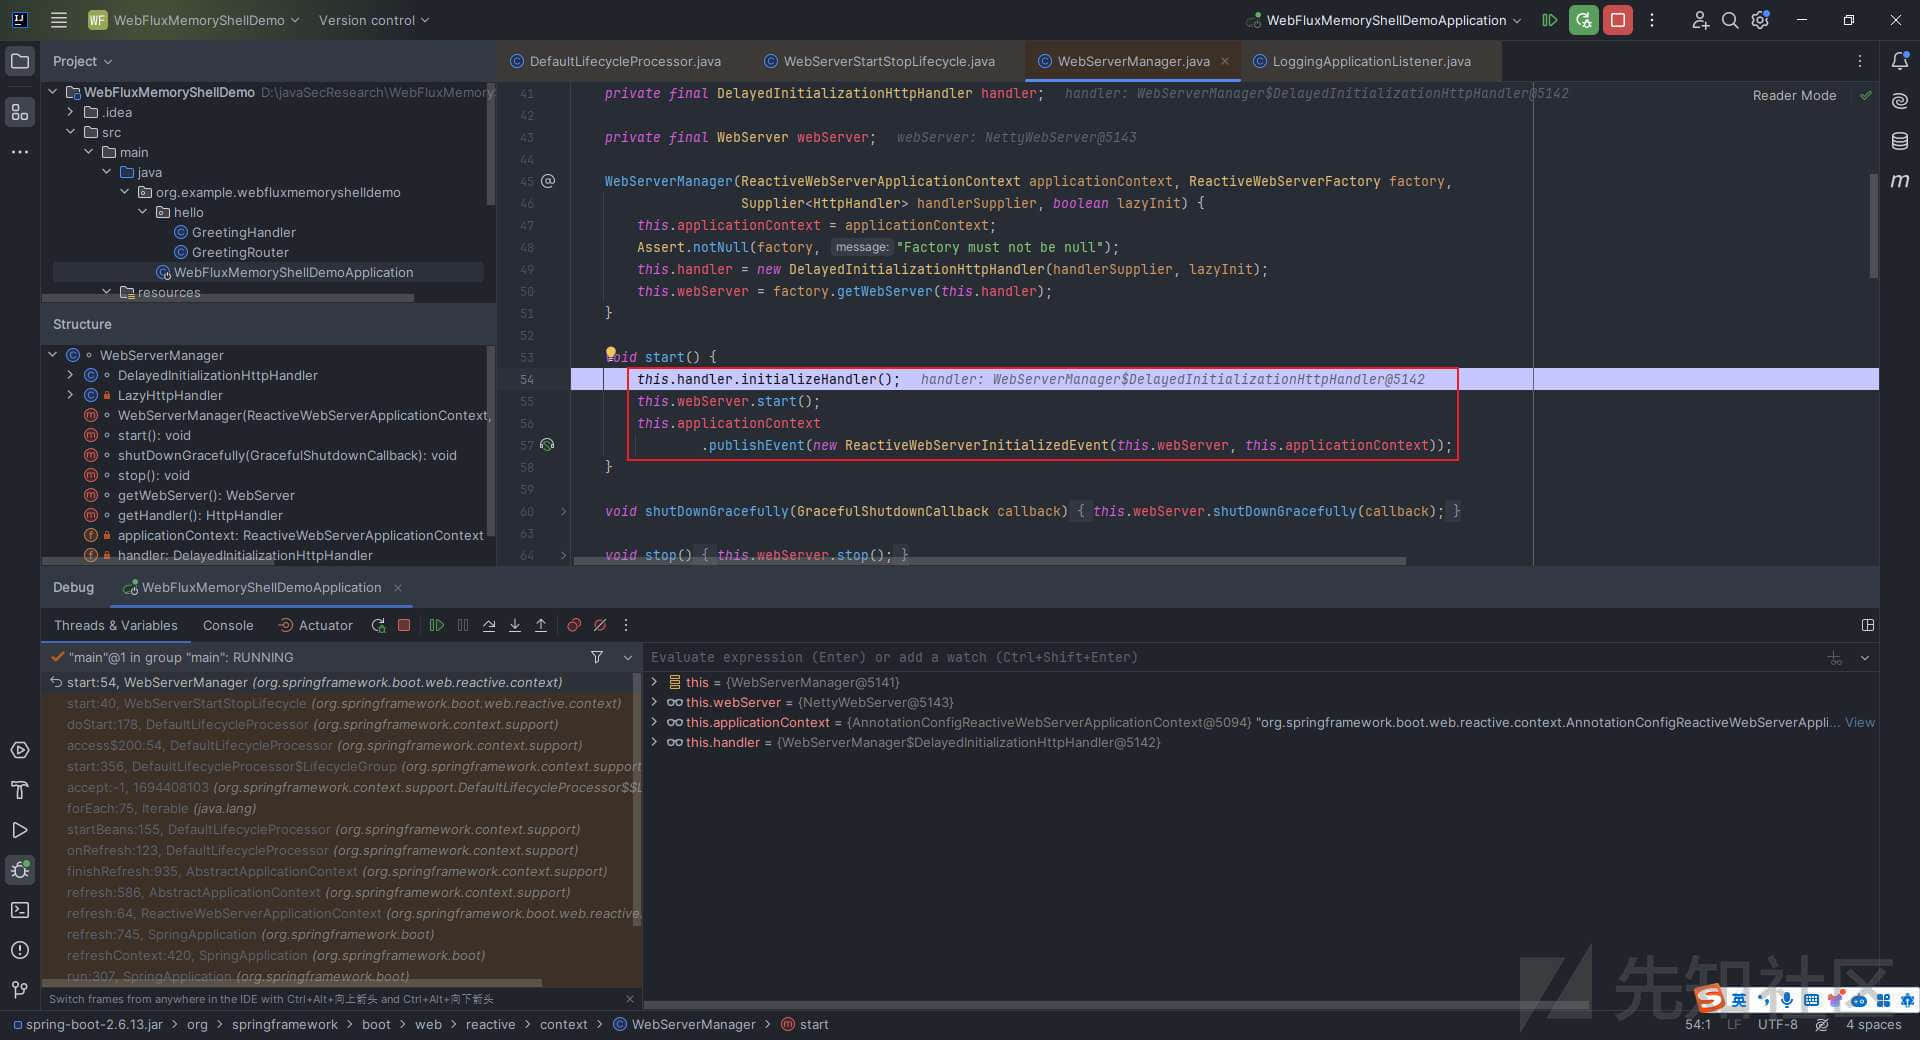 WF WebFluxMemoryShellDemo Version control WebFluxMemoryShellDemoApplication
Project
DefaultLifecycleProcessor.java WebServerStartStopLifecycle.java WebServerManager.java LoggingApplicationListener.java
WebFluxMemoryShellDemo D:\javaSecResearch\WebFluxMemory
.idea
src
main
java
org.example.webfluxmemoryshelldemo
hello
GreetingHandler
GreetingRouter
WebFluxMemoryShellDemoApplication
resources
Structure
WebServerManager
DelayedInitializationHttpHandler
LazyHttpHandler
WebServerManager(ReactiveWebServerApplicationContext,
start(): void
shutDownGracefully(GracefulShutdownCallback): void
stop(): void
getWebServer(): WebServer
getHandler(): HttpHandler
applicationContext: ReactiveWebServerApplicationContext
handler: DelayedInitializationHttpHandler
Reader Mode
41 private final DelayedInitializationHttpHandler handler; handler: WebServerManager$DelayedInitializationHttpHandler@5142
42
43 private final WebServer webServer; webServer: NettyWebServer@5143
44
45 WebServerManager(ReactiveWebServerApplicationContext applicationContext, ReactiveWebServerFactory factory,
46 Supplier<HttpHandler> handlerSupplier, boolean lazyInit) {
47 this.applicationContext = applicationContext;
48 Assert.notNull(factory, message: "Factory must not be null");
49 this.handler = new DelayedInitializationHttpHandler(handlerSupplier, lazyInit);
50 this.webServer = factory.getWebServer(this.handler);
51 }
52
53 void start() {
54 this.handler.initializeHandler(); handler: WebServerManager$DelayedInitializationHttpHandler@5142
55 this.webServer.start();
56 this.applicationContext
57 .publishEvent(new ReactiveWebServerInitializedEvent(this.webServer, this.applicationContext));
58 }
59
60 void shutDownGracefully(GracefulShutdownCallback callback) { this.webServer.shutDownGracefully(callback); }
63
64 void stop() { this.webServer.stop(); }
Debug WebFluxMemoryShellDemoApplication
Threads & Variables Console Actuator
"main"@1 in group "main": RUNNING
start:54, WebServerManager (org.springframework.boot.web.reactive.context)
start:40, WebServerStartStopLifecycle (org.springframework.boot.web.reactive.context)
doStart:178, DefaultLifecycleProcessor (org.springframework.context.support)
access$200:54, DefaultLifecycleProcessor (org.springframework.context.support)
start:356, DefaultLifecycleProcessor$LifecycleGroup (org.springframework.context.support
accept:-1, 1694408103 (org.springframework.context.support.DefaultLifecycleProcessor$$L
forEach:75, Iterable (java.lang)
startBeans:155, DefaultLifecycleProcessor (org.springframework.context.support)
onRefresh:123, DefaultLifecycleProcessor (org.springframework.context.support)
finishRefresh:935, AbstractApplicationContext (org.springframework.context.support)
refresh:586, AbstractApplicationContext (org.springframework.context.support)
refresh:64, ReactiveWebServerApplicationContext (org.springframework.boot.web.reactive.
refresh:745, SpringApplication (org.springframework.boot)
refreshContext:420, SpringApplication (org.springframework.boot)
run:307, SpringApplication (org.springframework.boot)
Switch frames from anywhere in the IDE with Ctrl+Alt+向上箭头 and Ctrl+Alt+向下箭头
Evaluate expression (Enter) or add a watch (Ctrl+Shift+Enter)
this = {WebServerManager@5141}
this.webServer = {NettyWebServer@5143}
this.applicationContext = {AnnotationConfigReactiveWebServerApplicationContext@5094} "org.springframework.boot.web.reactive.context.AnnotationConfigReactiveWebServerAppli... View
this.handler = {WebServerManager$DelayedInitializationHttpHandler@5142}
先知社区
英
spring-boot-2.6.13.jar > org > springframework > boot > web > reactive > context > WebServerManager > start
54:1 LF UTF-8 4 spaces